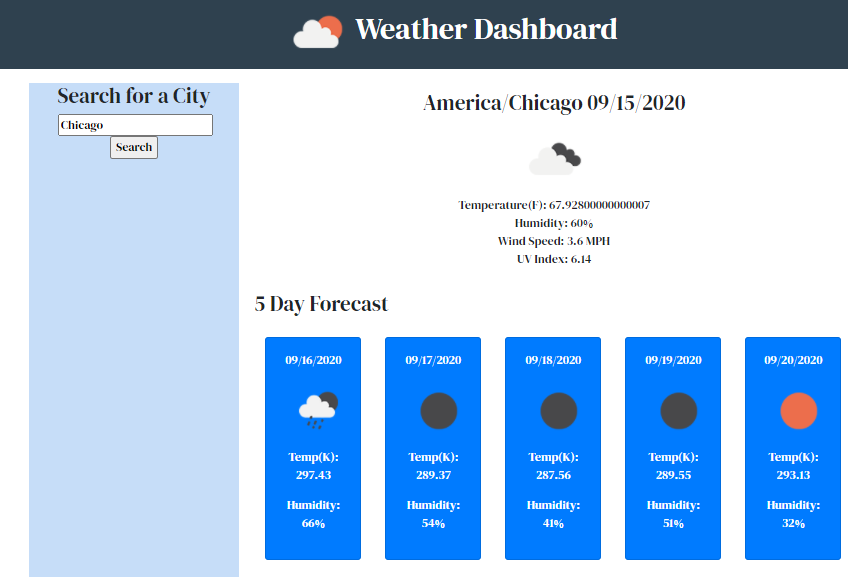 Weather Dashboard
Search for a City
Chicago
Search
America/Chicago 09/15/2020
Temperature(F): 67.92800000000007
Humidity: 60%
Wind Speed: 3.6 MPH
UV Index: 6.14
5 Day Forecast
09/16/2020
Temp(K):
297.43
Humidity:
66%
09/17/2020
Temp(K):
289.37
Humidity:
54%
09/18/2020
Temp(K):
287.56
Humidity:
41%
09/19/2020
Temp(K):
289.55
Humidity:
51%
09/20/2020
Temp(K):
293.13
Humidity:
32%